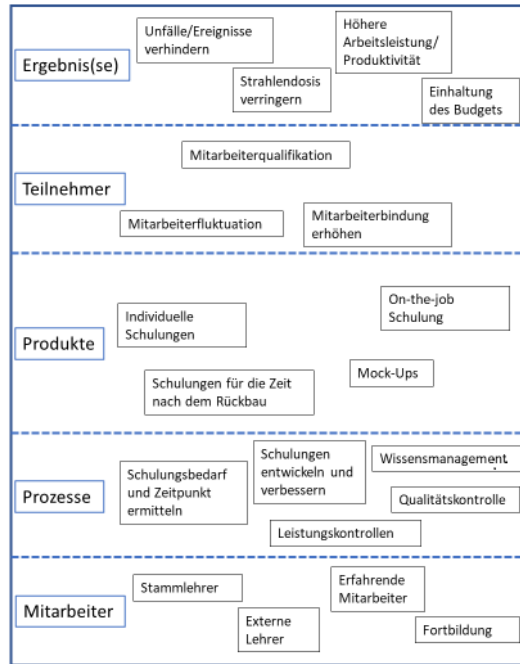 Ergebnis(se)
Unfälle/Ereignisse
verhindern
Höhere
Arbeitsleistung/
Produktivität
Strahlendosis
verringern
Einhaltung
des Budgets
Teilnehmer
Mitarbeiterqualifikation
Mitarbeiterfluktuation
Mitarbeiterbindung
erhöhen
Produkte
Individuelle
Schulungen
On-the-job
Schulung
Schulungen für die Zeit
nach dem Rückbau
Mock-Ups
Prozesse
Schulungsbedarf
und Zeitpunkt
ermitteln
Schulungen
entwickeln und
verbessern
Wissensmanagement.
Qualitätskontrolle
Leistungskontrollen
Mitarbeiter
Stammlehrer
Externe
Lehrer
Erfahrende
Mitarbeiter
Fortbildung